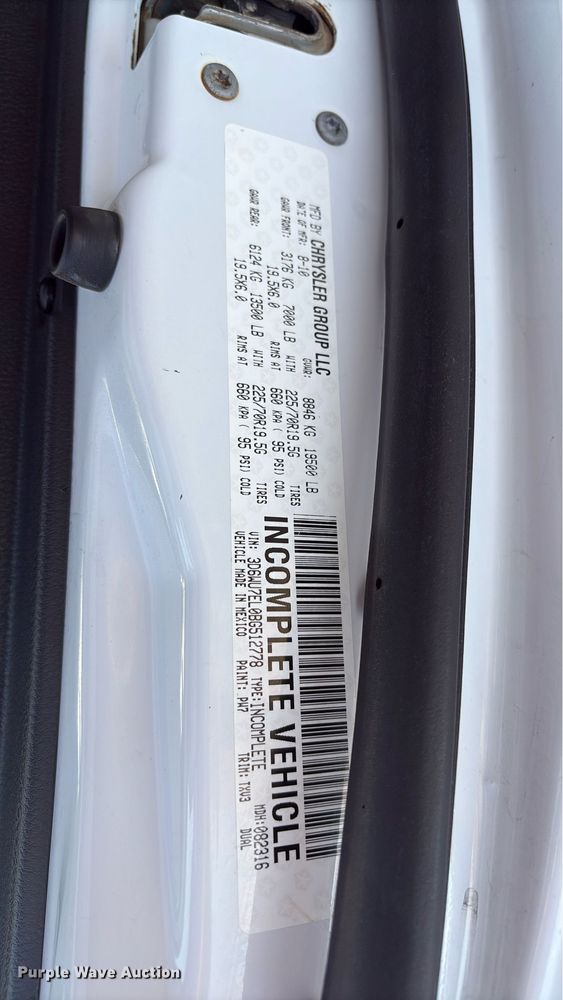 MFD BY CHRYSLER GROUP LLC
DATE OF MFR: 8-10 GVWR: 8846 KG 19500 LB
GAWR FRONT: 3176 KG 7000 LB WITH 225/70R19.5G TIRES
19.5X6.0 RIMS AT 660 KPA ( 95 PSI) COLD
GAWR REAR: 6124 KG 13500 LB WITH 225/70R19.5G TIRES
19.5X6.0 RIMS AT 660 KPA ( 95 PSI) COLD
INCOMPLETE VEHICLE
VIN: 3D6WU7EL0BG512778 TYPE:INCOMPLETE MDH:082316
VEHICLE MADE IN MEXICO PAINT: PW7 TRIM: TXV3 DUAL
Purple Wave Auction